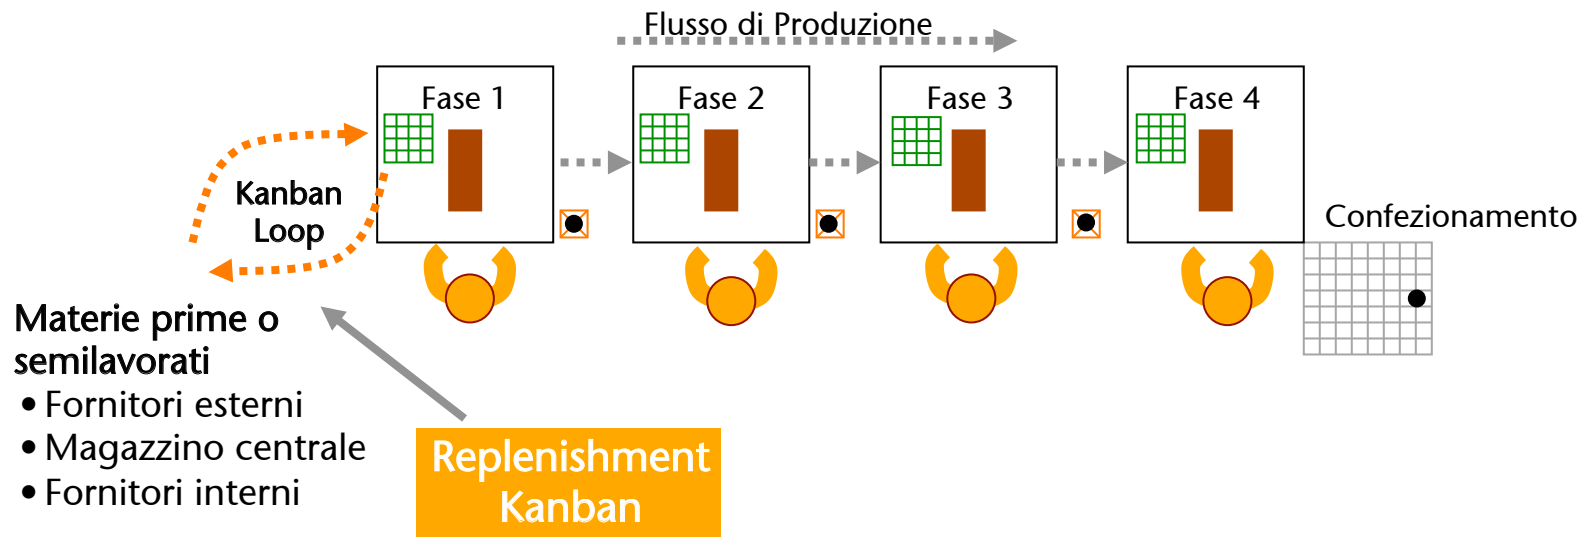 Flusso di Produzione
Fase 1
Fase 2
Fase 3
Fase 4
Kanban
Loop
Confezionamento
Materie prime o
semilavorati
• Fornitori esterni
• Magazzino centrale
• Fornitori interni
Replenishment
Kanban